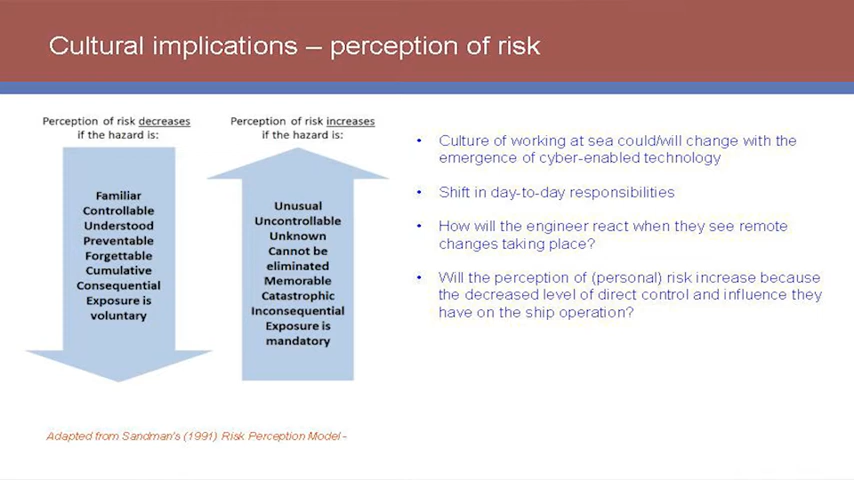 Cultural implications – perception of risk
Perception of risk decreases
if the hazard is:
Familiar
Controllable
Understood
Preventable
Forgettable
Cumulative
Consequential
Exposure is
voluntary
Perception of risk increases
if the hazard is:
Unusual
Uncontrollable
Unknown
Cannot be
eliminated
Memorable
Catastrophic
Inconsequential
Exposure is
mandatory
• Culture of working at sea could/will change with the
emergence of cyber-enabled technology
• Shift in day-to-day responsibilities
• How will the engineer react when they see remote
changes taking place?
• Will the perception of (personal) risk increase because
the decreased level of direct control and influence they
have on the ship operation?
Adapted from Sandman's (1991) Risk Perception Model -